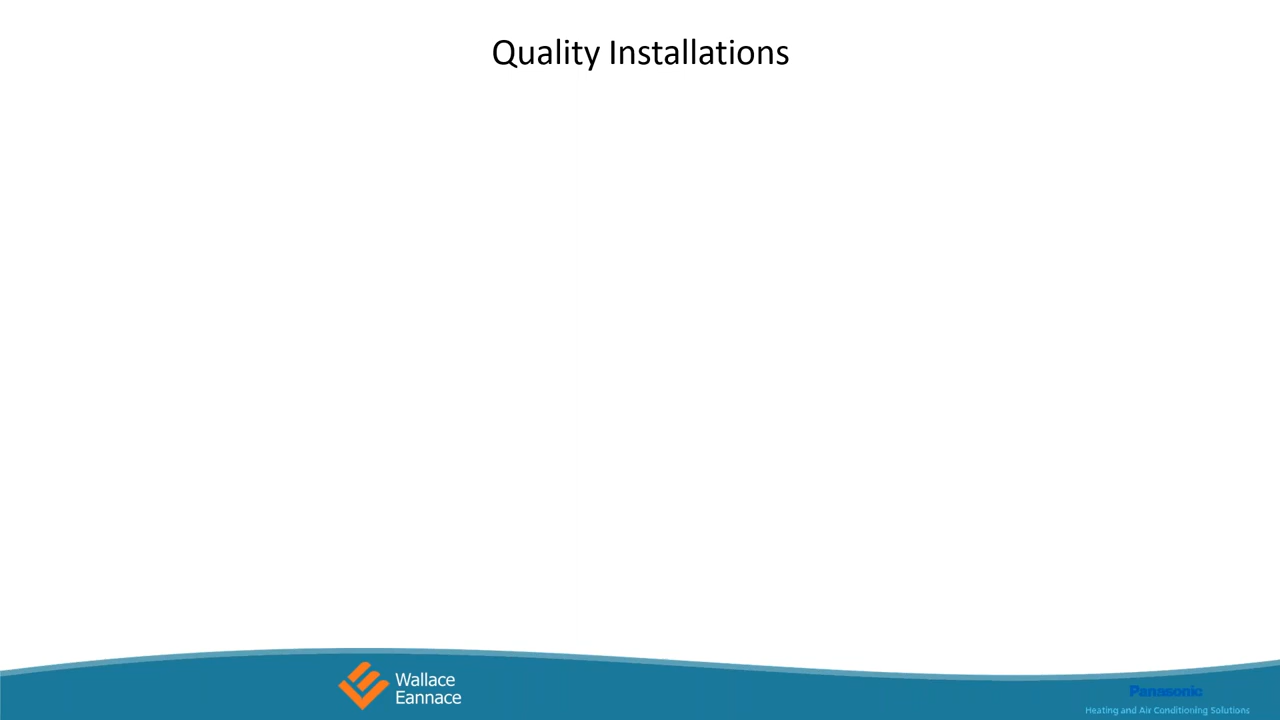 Quality Installations
Wallace
Eannace
Panasonic
Heating and Air Conditioning Solutions